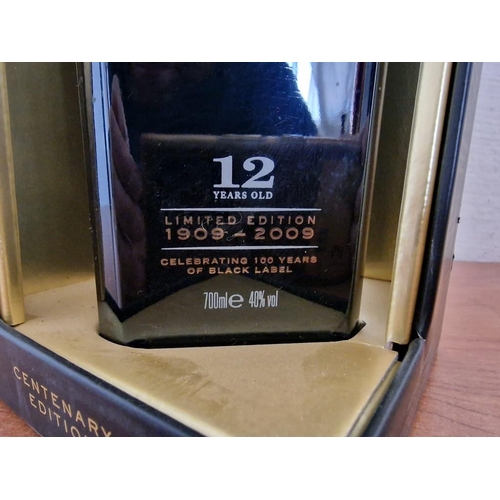 12
YEARS OLD
LIMITED EDITION
1909 – 2009
CELEBRATING 100 YEARS
OF BLACK LABEL
700ml e 40% vol
CENTENARY
EDITION